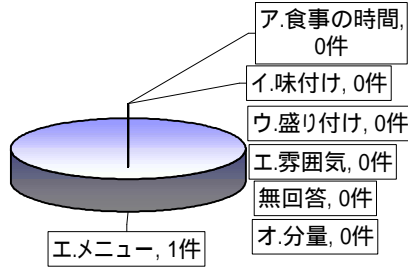 ア.食事の時間,
0件
イ.味付け, 0件
ウ.盛り付け, 0件
エ.雰囲気, 0件
無回答, 0件
オ.分量, 0件
エ.メニュー, 1件